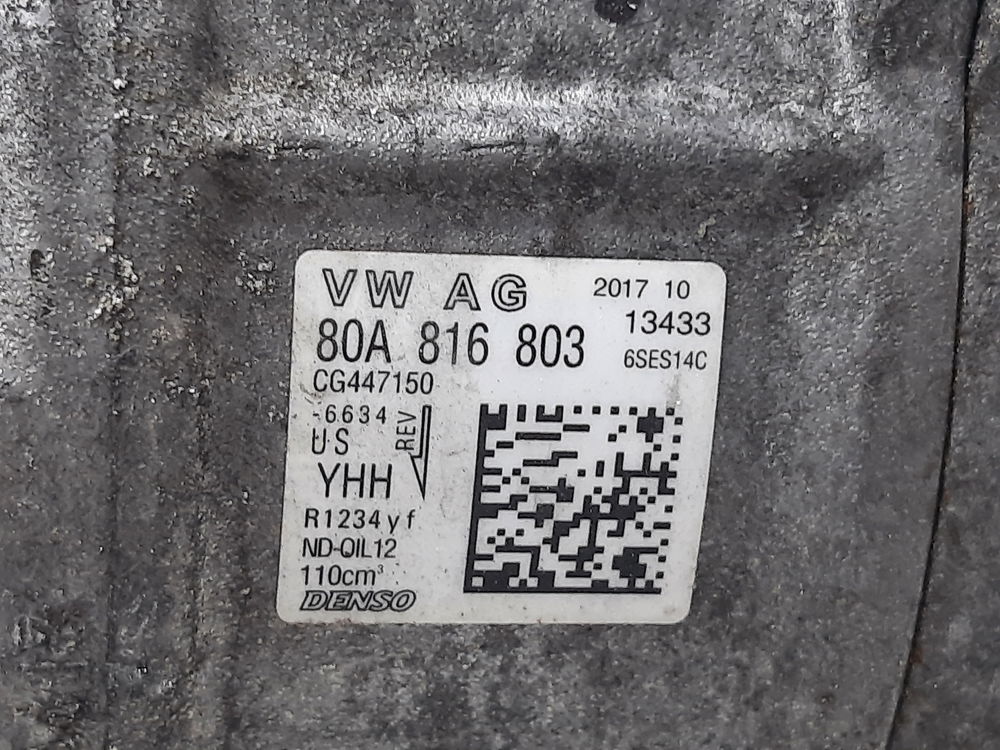 VW AG 2017 10
13433
80A 816 803 6SES14C
CG447150
-6634
US REV
YHH
R1234yf
ND-OIL12
110cm³
DENSO